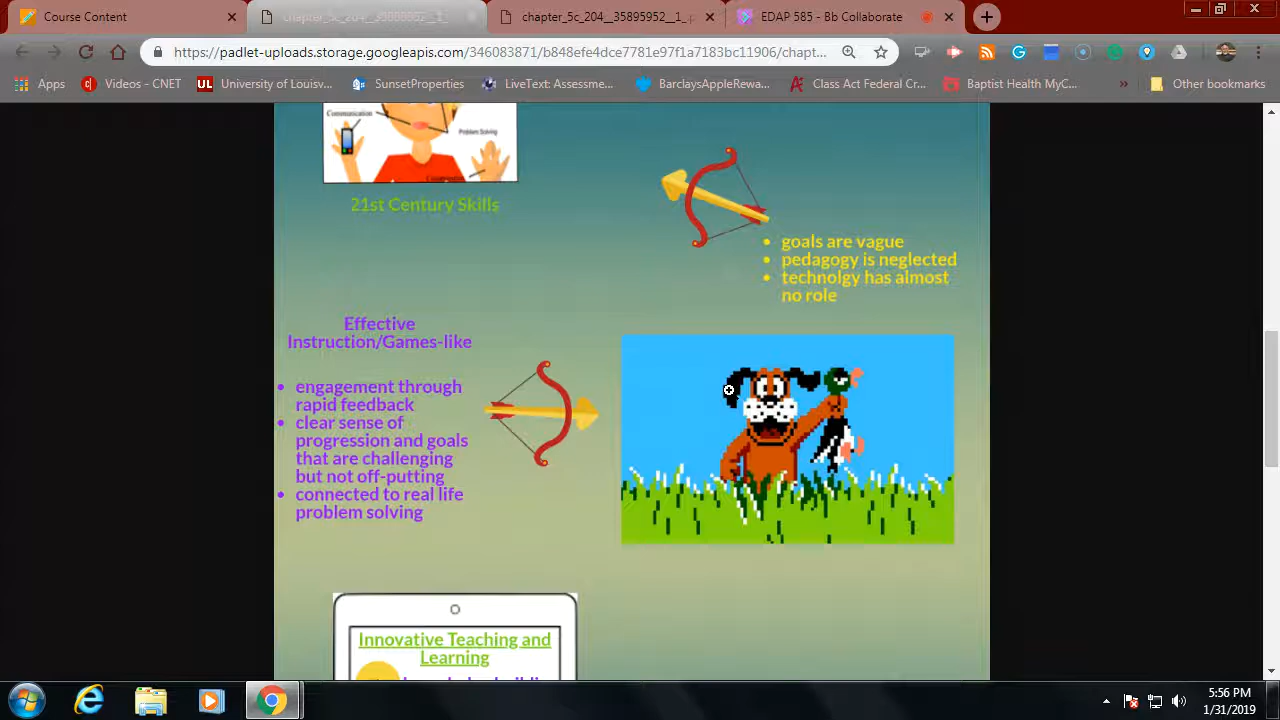 Course Content
chapter_5c_204__35895952__1_
chapter_5c_204__35895952__1_
EDAP 585 - Bb Collaborate
https://padlet-uploads.storage.googleapis.com/346083871/b848efe4dce7781e97f1a7183bc11906/chapt...
Apps
Videos - CNET
University of Louisv...
SunsetProperties
LiveText: Assessme...
BarclaysAppleRewa...
Class Act Federal Cr...
Baptist Health MyC...
Other bookmarks
Communication
Problem Solving
21st Century Skills
goals are vague
pedagogy is neglected
technolgy has almost
no role
Effective
Instruction/Games-like
engagement through
rapid feedback
clear sense of
progression and goals
that are challenging
but not off-putting
connected to real life
problem solving
Innovative Teaching and
Learning
5:56 PM
1/31/2019